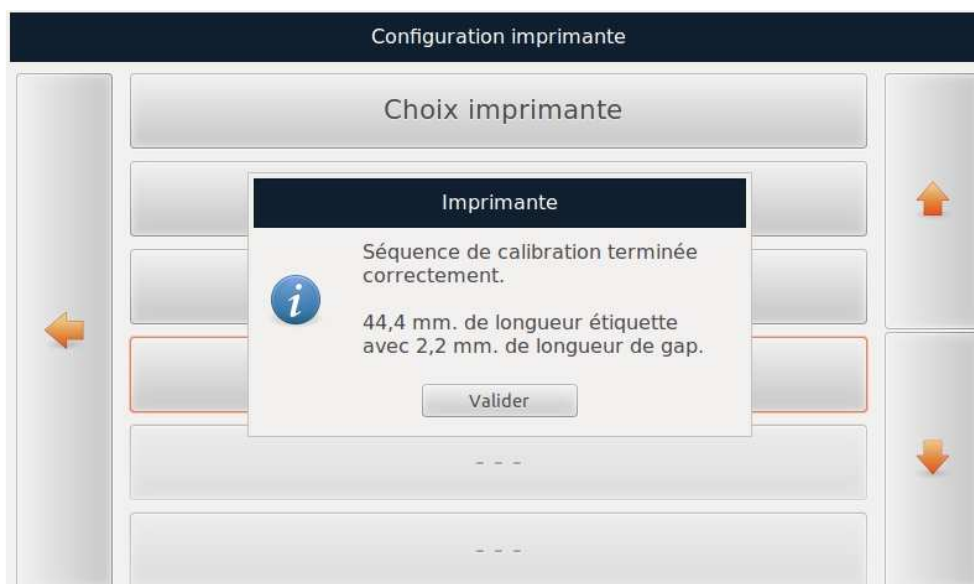 Configuration imprimante
Choix imprimante
Imprimante
Séquence de calibration terminée
correctement.
44,4 mm. de longueur étiquette
avec 2,2 mm. de longueur de gap.
Valider
- - -
- - -